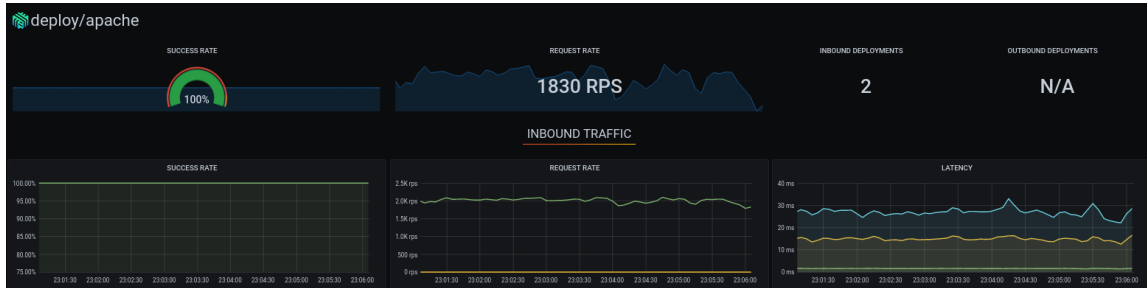 deploy/apache
SUCCESS RATE
100%
REQUEST RATE
1830 RPS
INBOUND DEPLOYMENTS
2
OUTBOUND DEPLOYMENTS
N/A
INBOUND TRAFFIC
SUCCESS RATE
100.00%
95.00%
90.00%
85.00%
80.00%
75.00%
23:01:30 23:02:00 23:02:30 23:03:00 23:03:30 23:04:00 23:04:30 23:05:00 23:05:30 23:06:00
REQUEST RATE
2.5K rps
2.0K rps
1.5K rps
1.0K rps
500 rps
0 rps
23:01:30 23:02:00 23:02:30 23:03:00 23:03:30 23:04:00 23:04:30 23:05:00 23:05:30 23:06:00
LATENCY
40 ms
30 ms
20 ms
10 ms
0 ms
23:01:30 23:02:00 23:02:30 23:03:00 23:03:30 23:04:00 23:04:30 23:05:00 23:05:30 23:06:00